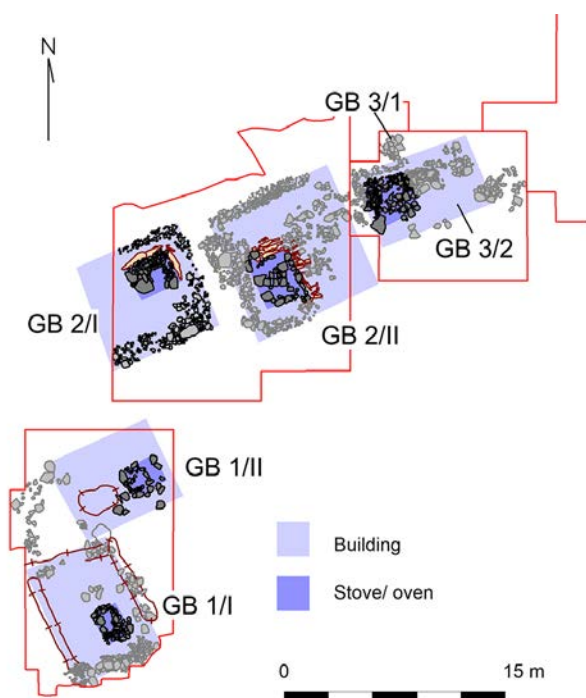 N
GB 3/1
GB 3/2
GB 2/I
GB 2/II
GB 1/II
Building
Stove/ oven
GB 1/I
0 15 m